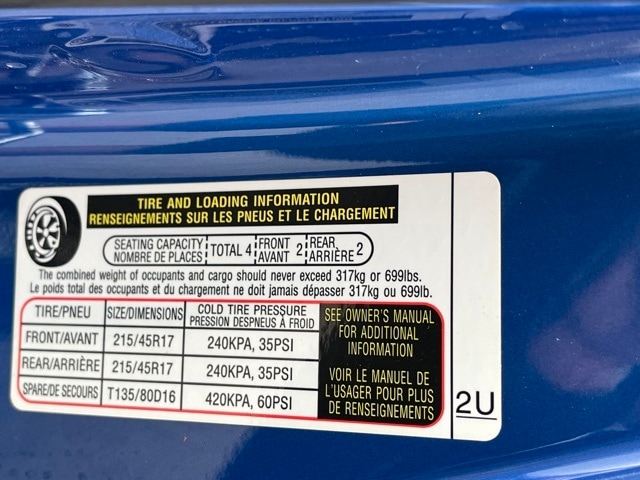 TIRE AND LOADING INFORMATION
RENSEIGNEMENTS SUR LES PNEUS ET LE CHARGEMENT
SEATING CAPACITY TOTAL 4 FRONT 2 REAR 2
NOMBRE DE PLACES AVANT ARRIÈRE
The combined weight of occupants and cargo should never exceed 317kg or 699lbs.
Le poids total des occupants et du chargement ne doit jamais dépasser 317kg ou 699lb.
TIRE/PNEU SIZE/DIMENSIONS COLD TIRE PRESSURE
PRESSION DESPNEUS À FROID
FRONT/AVANT 215/45R17 240KPA, 35PSI
REAR/ARRIÈRE 215/45R17 240KPA, 35PSI
SPARE/DE SECOURS T135/80D16 420KPA, 60PSI
SEE OWNER'S MANUAL
FOR ADDITIONAL
INFORMATION
VOIR LE MANUEL DE
L'USAGER POUR PLUS
DE RENSEIGNEMENTS
2U